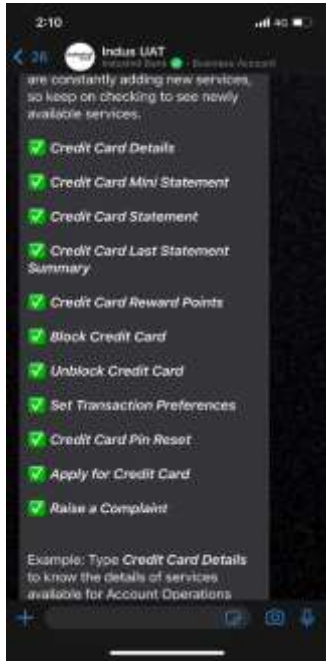 2:10
4G
26
Indus UAT
IndusInd Bank Business Account
are constantly adding new services,
so keep on checking to see newly
available services.
Credit Card Details
Credit Card Mini Statement
Credit Card Statement
Credit Card Last Statement
Summary
Credit Card Reward Points
Block Credit Card
Unblock Credit Card
Set Transaction Preferences
Credit Card Pin Reset
Apply for Credit Card
Raise a Complaint
Example: Type Credit Card Details
to know the details of services
available for Account Operations